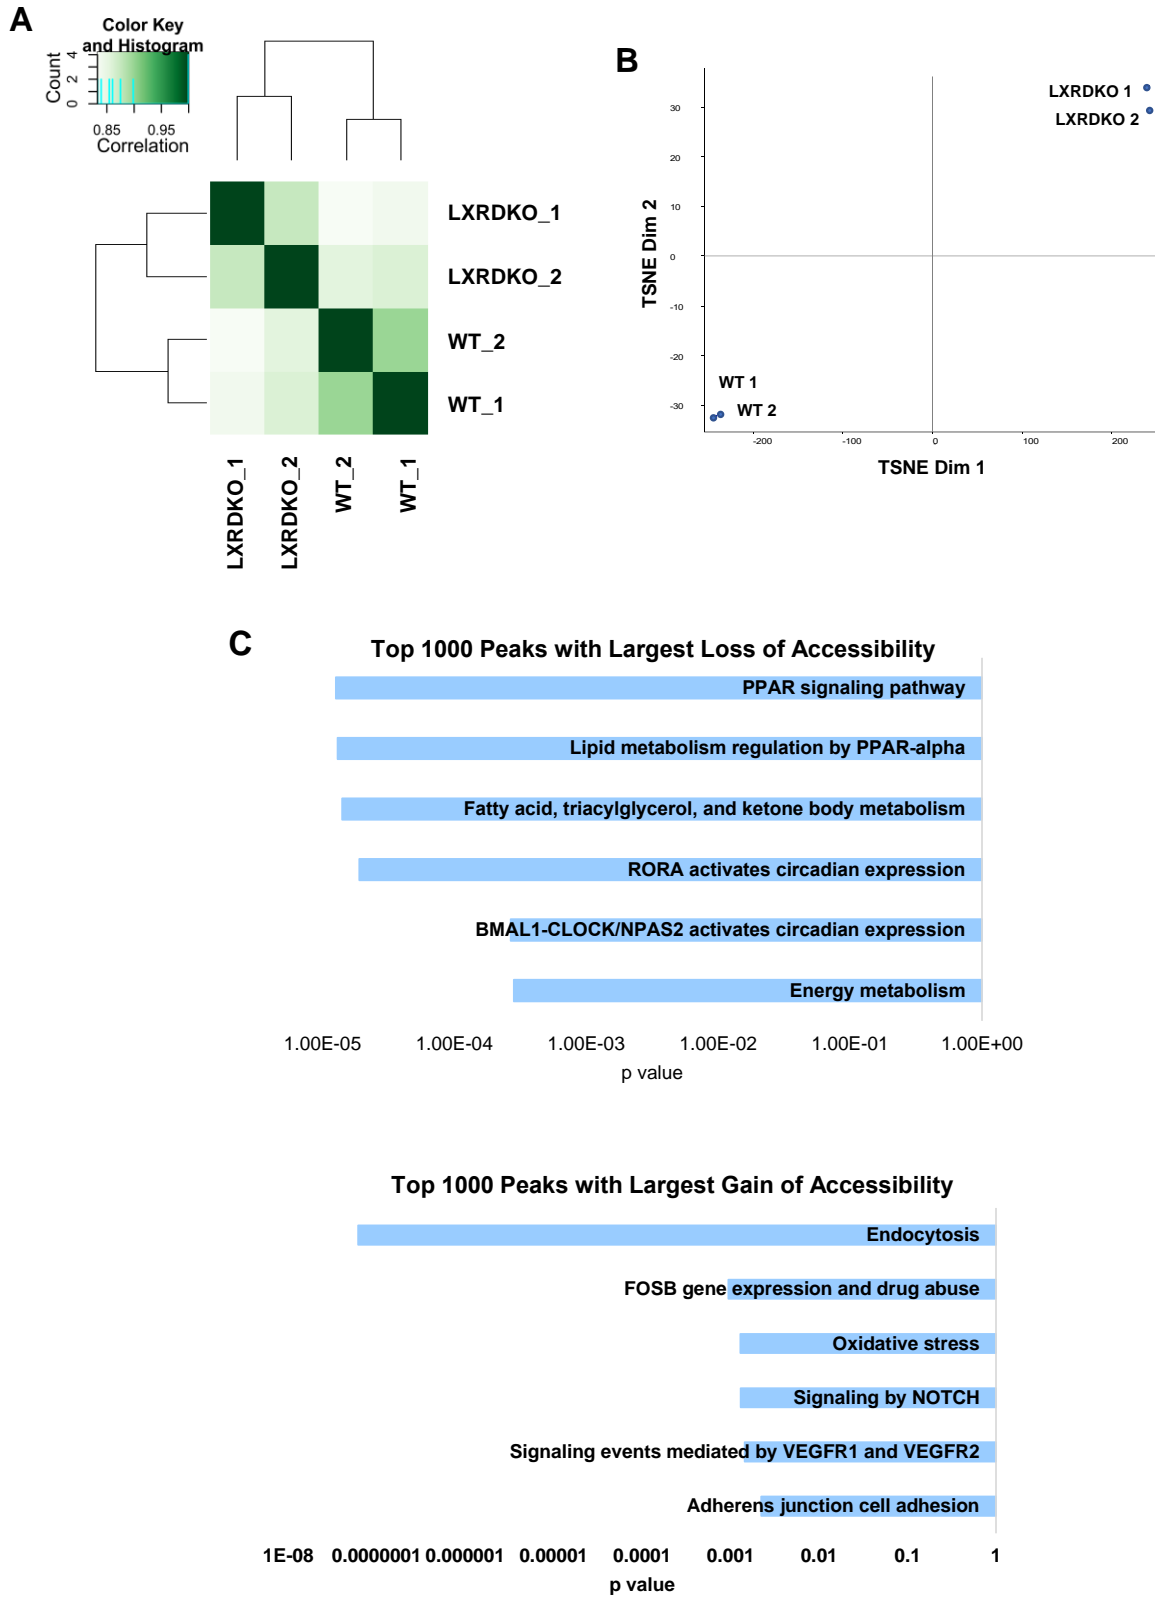 A
Color Key
and Histogram
Count
0 2 4
0.85 0.95
Correlation
LXRDKO_1
LXRDKO_2
WT_2
WT_1
LXRDKO_1
LXRDKO_2
WT_2
WT_1
B
LXRDKO 1
LXRDKO 2
WT 1
WT 2
TSNE Dim 2
30
20
10
0
-10
-20
-30
-200 -100 0 100 200
TSNE Dim 1
C
Top 1000 Peaks with Largest Loss of Accessibility
PPAR signaling pathway
Lipid metabolism regulation by PPAR-alpha
Fatty acid, triacylglycerol, and ketone body metabolism
RORA activates circadian expression
BMAL1-CLOCK/NPAS2 activates circadian expression
Energy metabolism
1.00E-05 1.00E-04 1.00E-03 1.00E-02 1.00E-01 1.00E+00
p value
Top 1000 Peaks with Largest Gain of Accessibility
Endocytosis
FOSB gene expression and drug abuse
Oxidative stress
Signaling by NOTCH
Signaling events mediated by VEGFR1 and VEGFR2
Adherens junction cell adhesion
1E-08 0.0000001 0.000001 0.00001 0.0001 0.001 0.01 0.1 1
p value